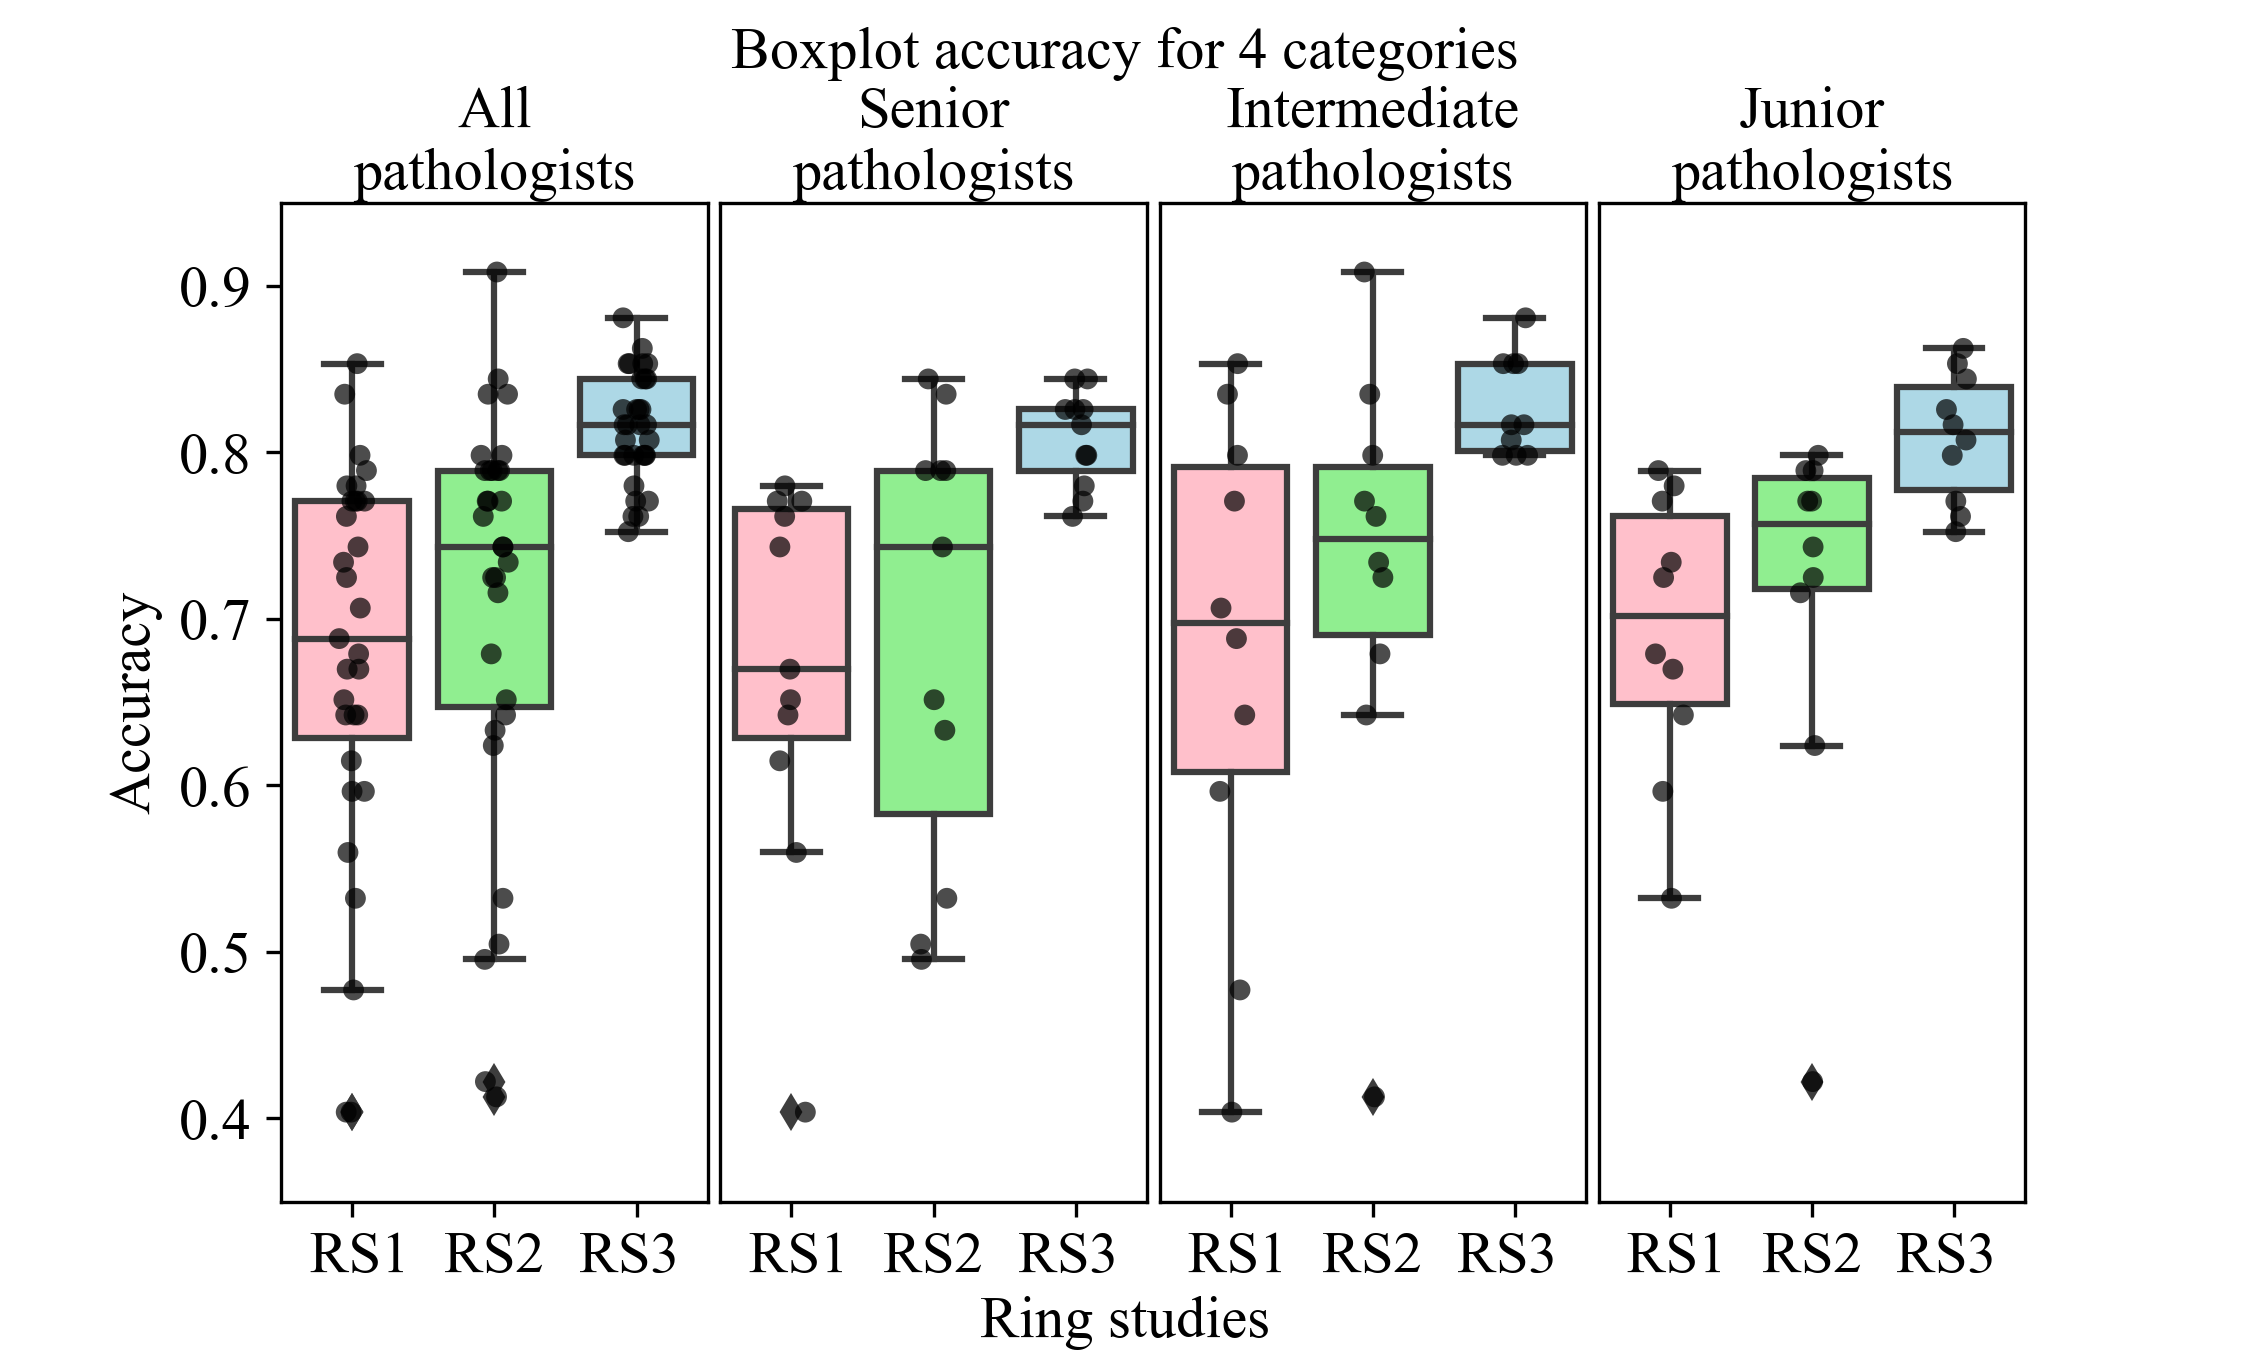 Boxplot accuracy for 4 categories
All
pathologists
Senior
pathologists
Intermediate
pathologists
Junior
pathologists
Accuracy
0.9
0.8
0.7
0.6
0.5
0.4
RS1 RS2 RS3
RS1 RS2 RS3
RS1 RS2 RS3
RS1 RS2 RS3
Ring studies